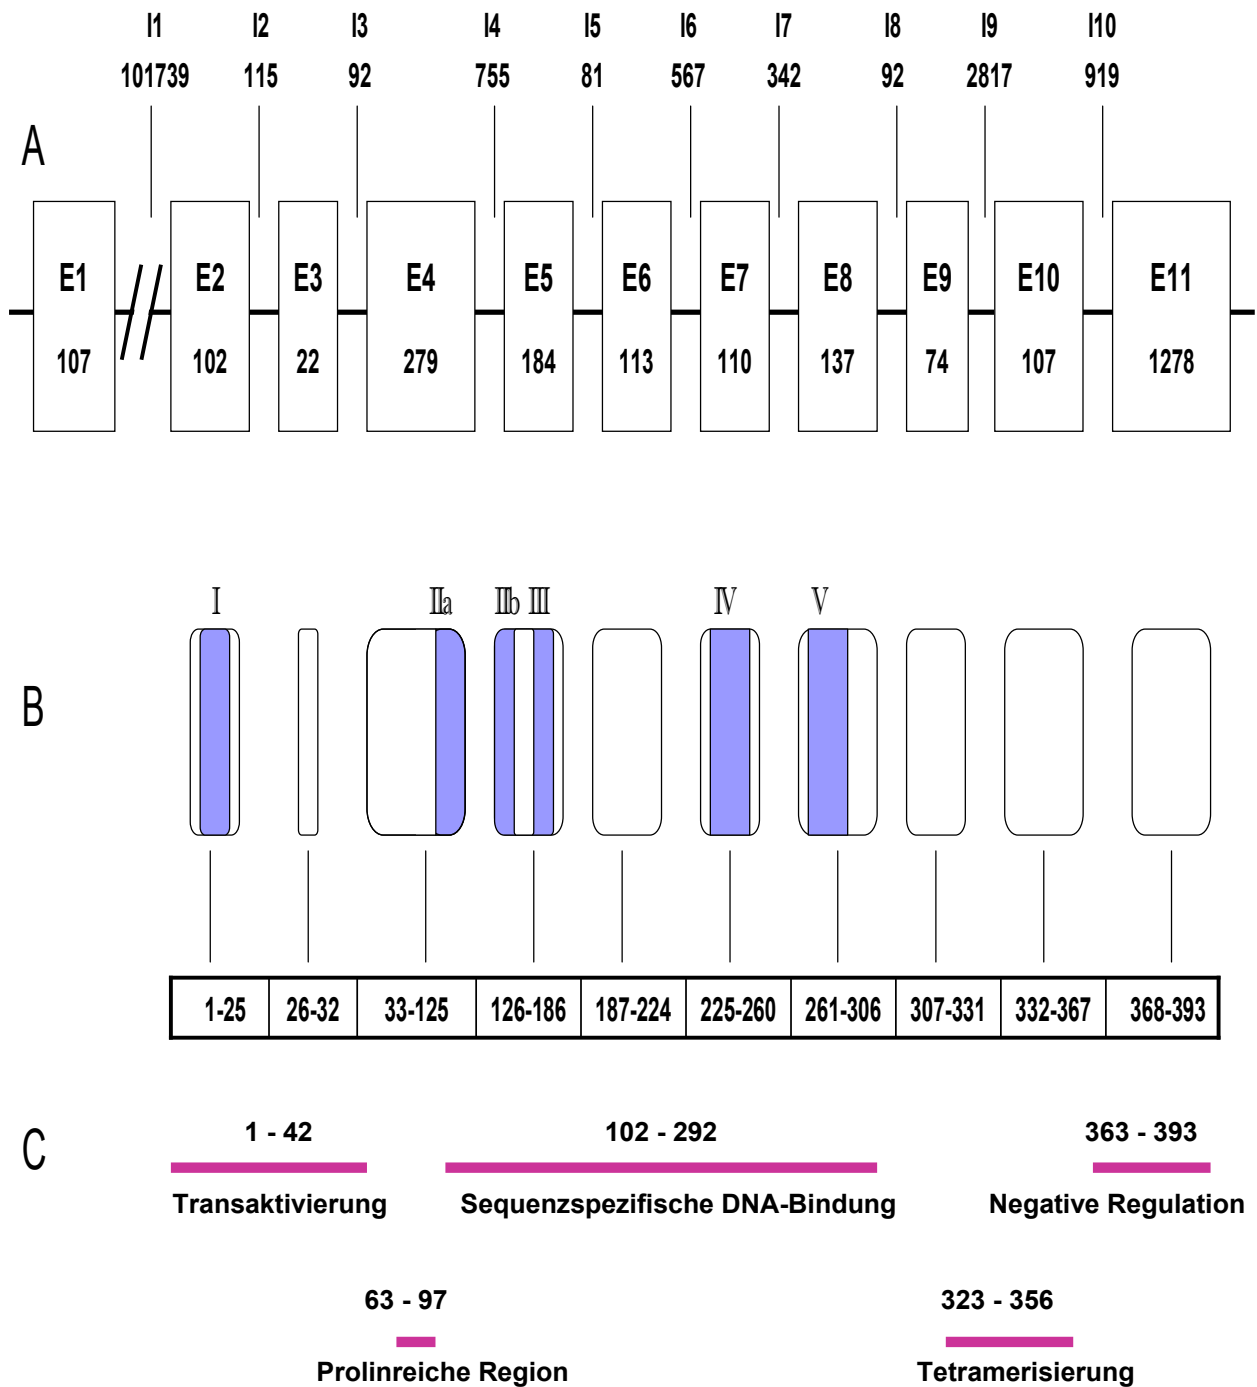 I1 I2 I3 I4 I5 I6 I7 I8 I9 I10
101739 115 92 755 81 567 342 92 2817 919
A
E1 E2 E3 E4 E5 E6 E7 E8 E9 E10 E11
107 102 22 279 184 113 110 137 74 107 1278
I IIa IIb III IV V
B
1-25 26-32 33-125 126-186 187-224 225-260 261-306 307-331 332-367 368-393
C 1 - 42 102 - 292 363 - 393
Transaktivierung Sequenzspezifische DNA-Bindung Negative Regulation
63 - 97 323 - 356
Prolinreiche Region Tetramerisierung